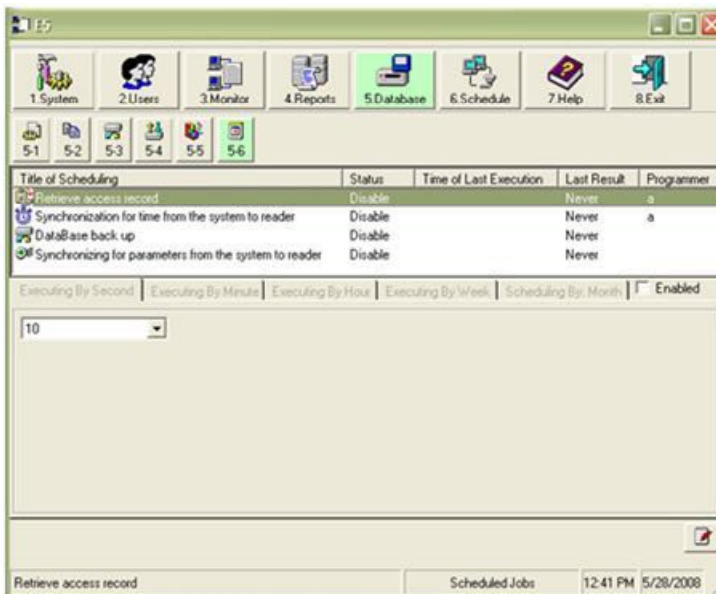 E5
1.System 2.Users 3.Monitor 4.Reports 5.Database 6.Schedule 7.Help 8.Exit
5-1 5-2 5-3 5-4 5-5 5-6
Title of Scheduling Status Time of Last Execution Last Result Programmer
Retrieve access record Disable Never a
Synchronization for time from the system to reader Disable Never a
DataBase back up Disable Never
Synchronizing for parameters from the system to reader Disable Never
Executing By Second Executing By Minute Executing By Hour Executing By Week Scheduling By. Month Enabled
10
Retrieve access record Scheduled Jobs 12:41 PM 5/28/2008